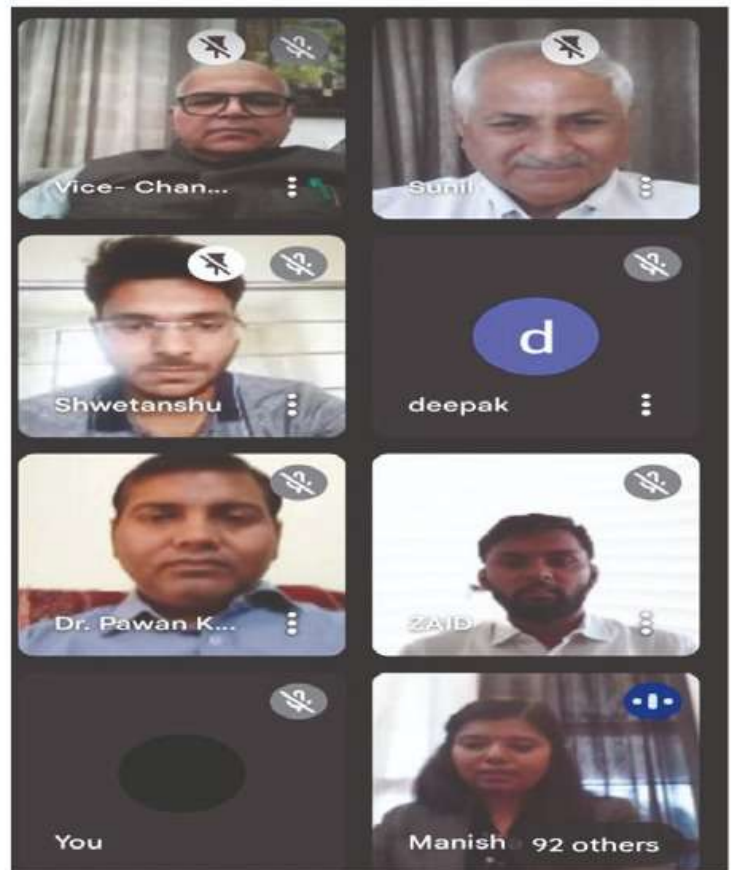 Vice- Chan...
Sunil
Shwetanshu
d
deepak
Dr. Pawan K...
ZAID
You
Manish
92 others